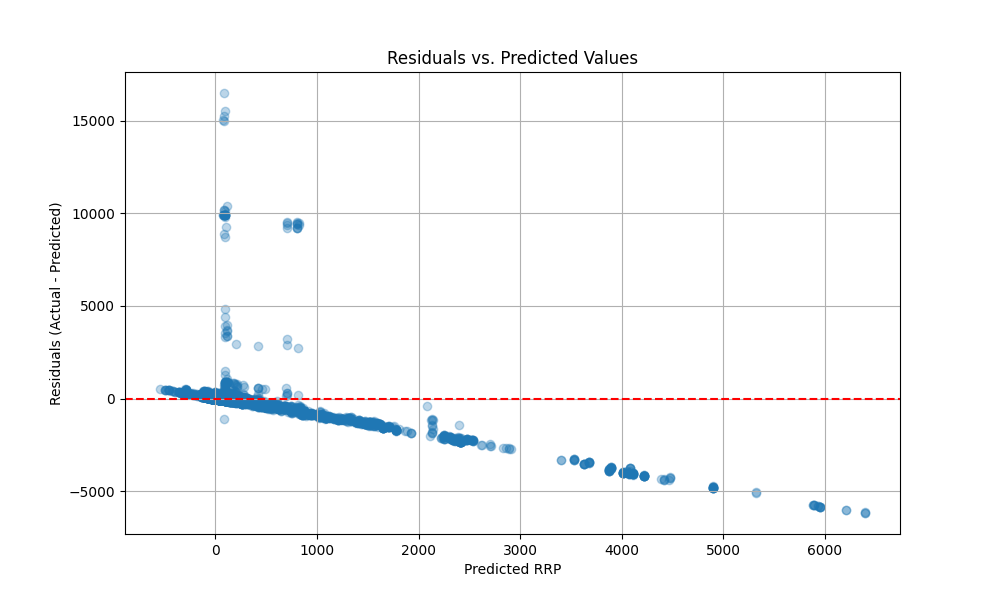 Residuals vs. Predicted Values
Residuals (Actual - Predicted)
15000
10000
5000
0
−5000
0 1000 2000 3000 4000 5000 6000
Predicted RRP